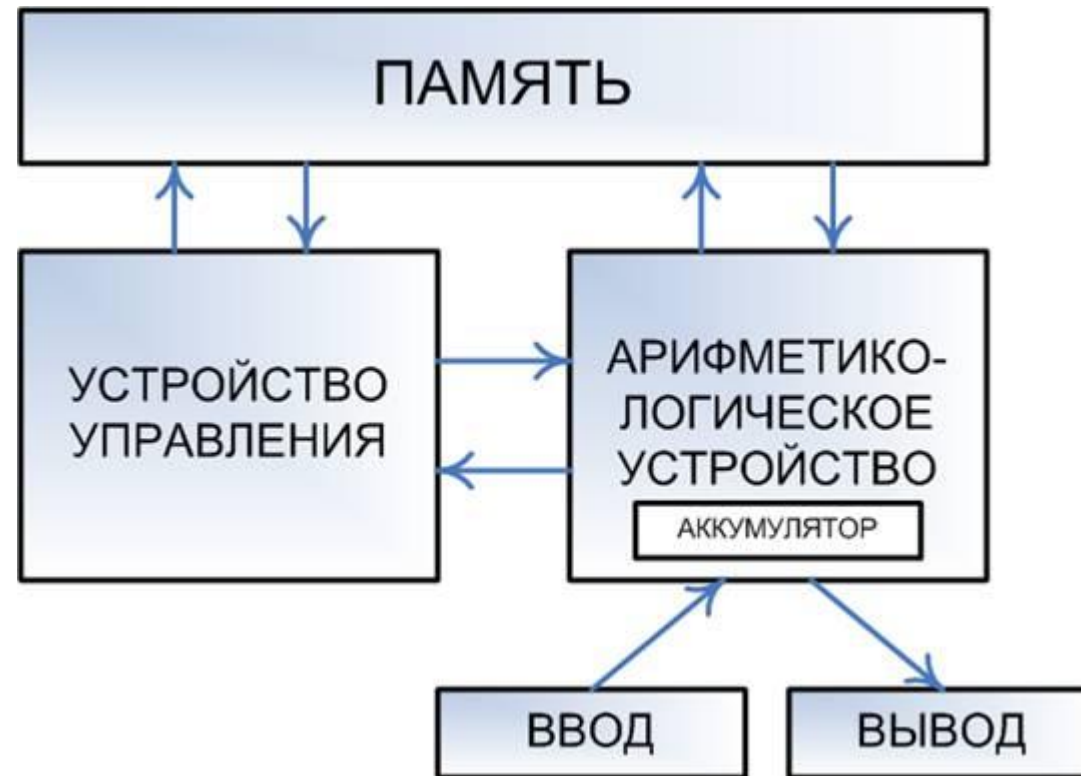 ПАМЯТЬ
УСТРОЙСТВО
УПРАВЛЕНИЯ
АРИФМЕТИКО-
ЛОГИЧЕСКОЕ
УСТРОЙСТВО
АККУМУЛЯТОР
ВВОД
ВЫВОД